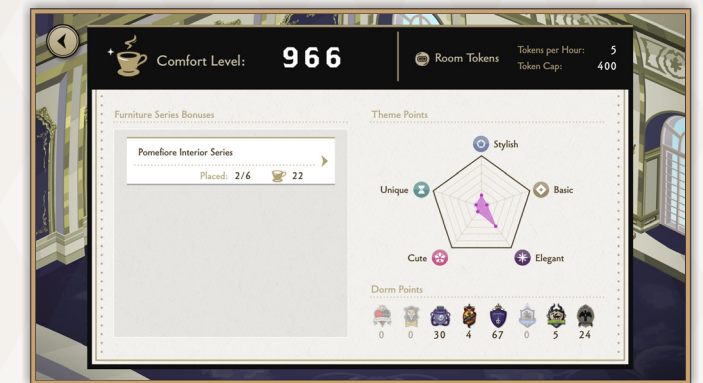 Comfort Level: 966
Room Tokens
Tokens per Hour: 5
Token Cap: 400
Furniture Series Bonuses
Pomefiore Interior Series
Placed: 2/6 22
Theme Points
Stylish
Unique
Basic
Cute
Elegant
Dorm Points
0 0 30 4 67 0 5 24